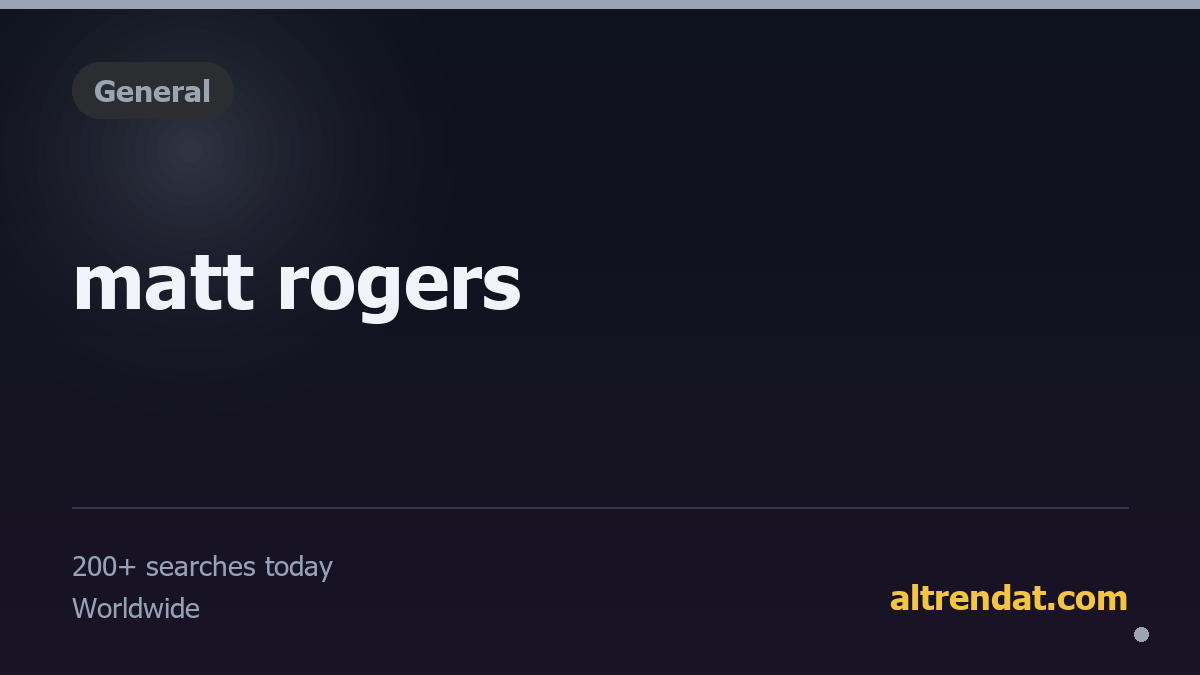 General
matt rogers
200+ searches today
Worldwide
altrendat.com